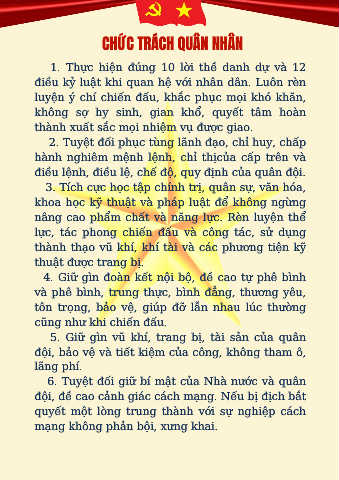 CHỨC TRÁCH QUÂN NHÂN
1. Thực hiện đúng 10 lời thề danh dự và 12
điều kỷ luật khi quan hệ với nhân dân. Luôn rèn
luyện ý chí chiến đấu, khắc phục mọi khó khăn,
không sợ hy sinh, gian khổ, quyết tâm hoàn
thành xuất sắc mọi nhiệm vụ được giao.
2. Tuyệt đối phục tùng lãnh đạo, chỉ huy, chấp
hành nghiêm mệnh lệnh, chỉ thịcủa cấp trên và
điều lệnh, điều lệ, chế độ, quy định của quân đội.
3. Tích cực học tập chính trị, quân sự, văn hóa,
khoa học kỹ thuật và pháp luật để không ngừng
nâng cao phẩm chất và năng lực. Rèn luyện thể
lực, tác phong chiến đấu và công tác, sử dụng
thành thạo vũ khí, khí tài và các phương tiện kỹ
thuật được trang bị.
4. Giữ gìn đoàn kết nội bộ, đề cao tự phê bình
và phê bình, trung thực, bình đẳng, thương yêu,
tôn trọng, bảo vệ, giúp đỡ lẫn nhau lúc thường
cũng như khi chiến đấu.
5. Giữ gìn vũ khí, trang bị, tài sản của quân
đội, bảo vệ và tiết kiệm của công, không tham ô,
lãng phí.
6. Tuyệt đối giữ bí mật của Nhà nước và quân
đội, đề cao cảnh giác cách mạng. Nếu bị địch bắt
quyết một lòng trung thành với sự nghiệp cách
mạng không phản bội, xưng khai.